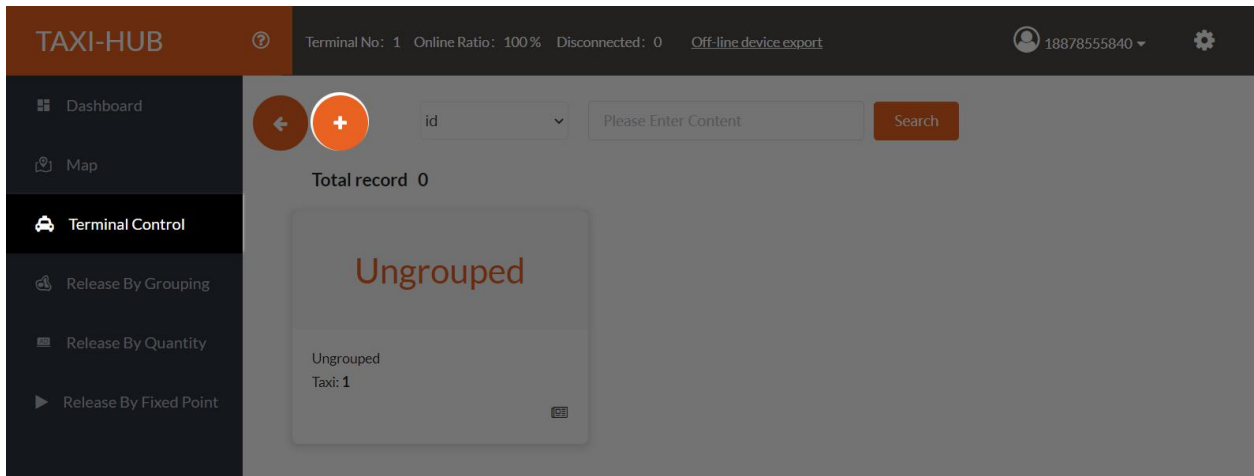 TAXI-HUB
Terminal No: 1 Online Ratio: 100% Disconnected: 0 Off-line device export
18878555840
Dashboard
Map
Terminal Control
Release By Grouping
Release By Quantity
Release By Fixed Point
id
Please Enter Content
Search
Total record 0
Ungrouped
Ungrouped
Taxi: 1